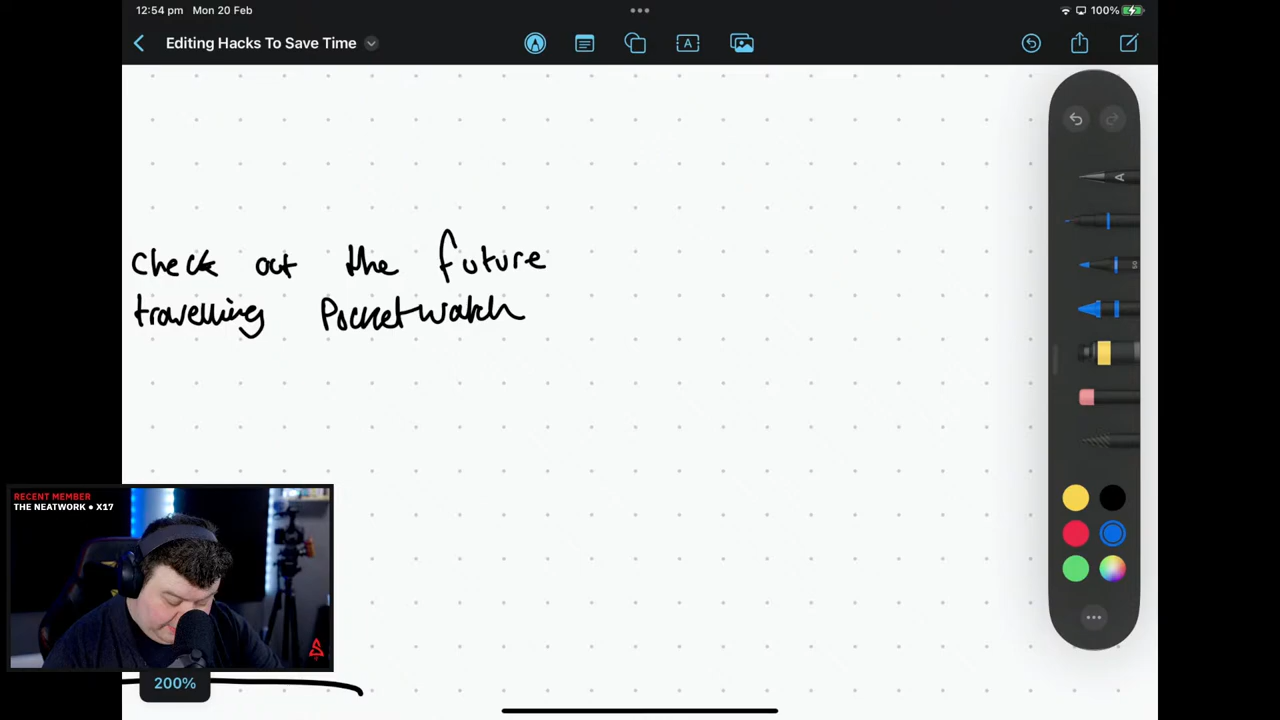 12:54 pm Mon 20 Feb
100%
Editing Hacks To Save Time
A
A
50
Check out the future
travelling Pocketwatch
RECENT MEMBER
THE NEATWORK • X17
200%